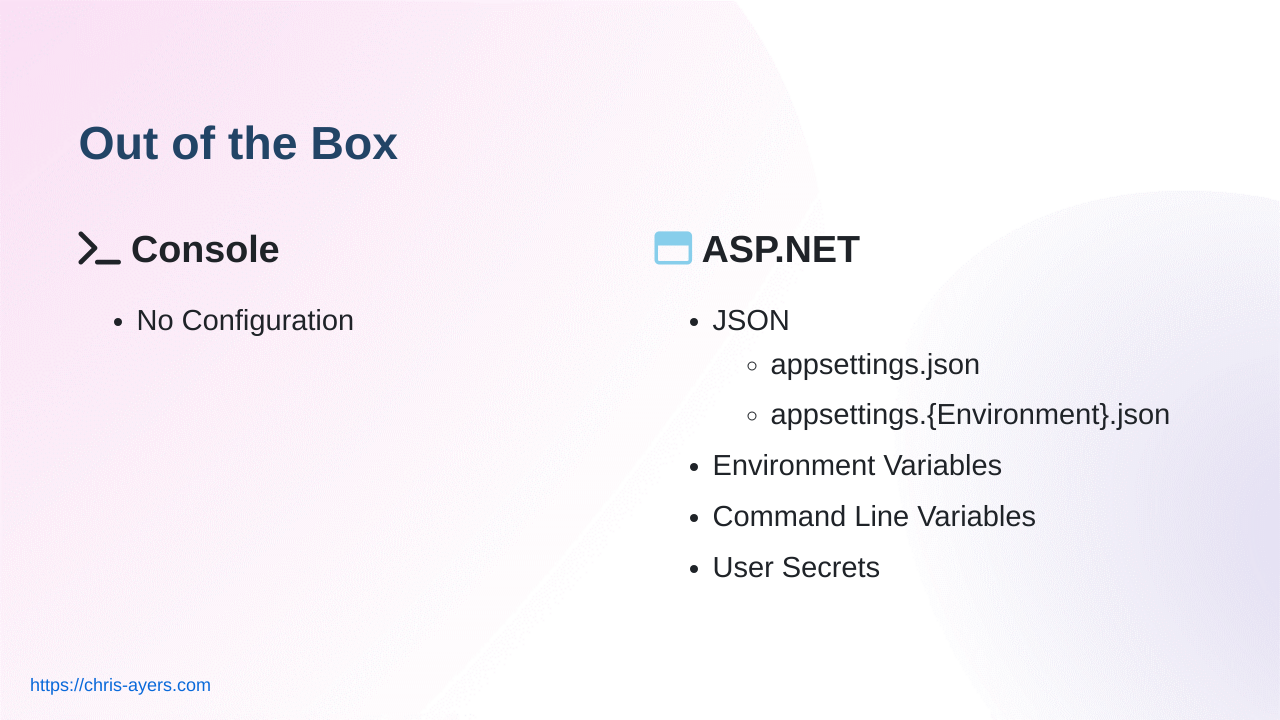 Out of the Box
Console
• No Configuration
ASP.NET
• JSON
◦ appsettings.json
◦ appsettings.{Environment}.json
• Environment Variables
• Command Line Variables
• User Secrets
https://chris-ayers.com